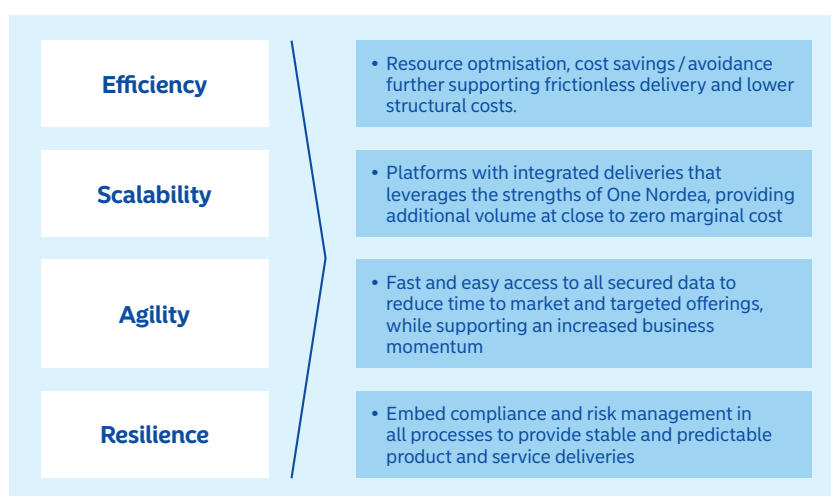 Efficiency
• Resource optmisation, cost savings/avoidance
further supporting frictionless delivery and lower
structural costs.
Scalability
• Platforms with integrated deliveries that
leverages the strengths of One Nordea, providing
additional volume at close to zero marginal cost
Agility
• Fast and easy access to all secured data to
reduce time to market and targeted offerings,
while supporting an increased business
momentum
Resilience
• Embed compliance and risk management in
all processes to provide stable and predictable
product and service deliveries